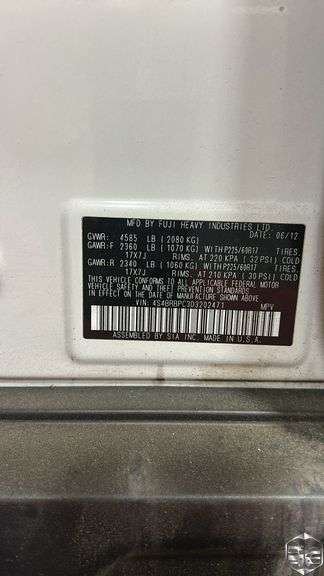 MFD BY FUJI HEAVY INDUSTRIES LTD. DATE: 06/12
GVWR: 4585 LB (2080 KG)
GAWR:F 2360 LB (1070 KG) WITH P225/60R17 TIRES.
17X7J RIMS. AT 220 KPA (32 PSI) COLD
GAWR:R 2340 LB (1060 KG) WITH P225/60R17 TIRES.
17X7J RIMS. AT 210 KPA (30 PSI) COLD
THIS VEHICLE CONFORMS TO ALL APPLICABLE FEDERAL MOTOR
VEHICLE SAFETY, BUMPER, AND THEFT PREVENTION
STANDARDS IN EFFECT ON THE DATE OF MANUFACTURE
SHOWN ABOVE.
VIN: 4S4BRBPC3D3202471 MPV
ASSEMBLED BY SIA INC. MADE IN U.S.A.